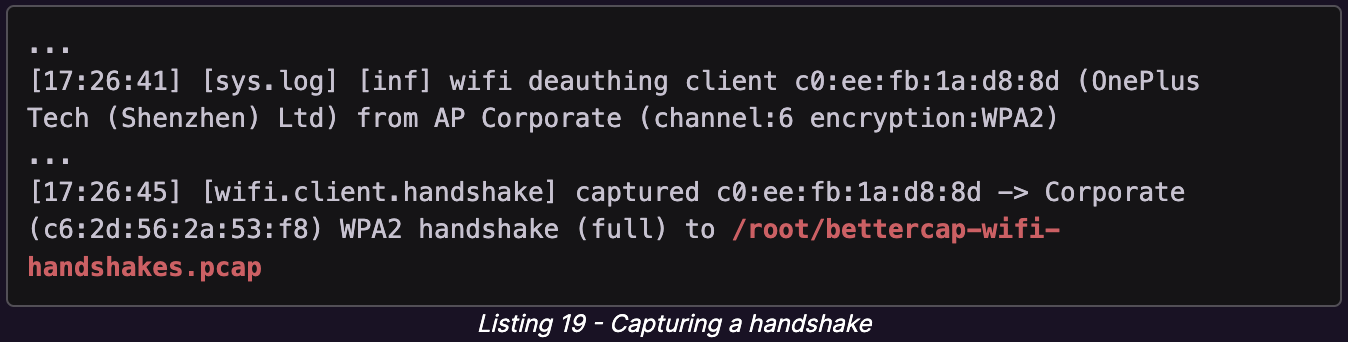 ...
[17:26:41] [sys.log] [inf] wifi deauthing client c0:ee:fb:1a:d8:8d (OnePlus
Tech (Shenzhen) Ltd) from AP Corporate (channel:6 encryption:WPA2)
...
[17:26:45] [wifi.client.handshake] captured c0:ee:fb:1a:d8:8d -> Corporate
(c6:2d:56:2a:53:f8) WPA2 handshake (full) to /root/bettercap-wifi-
handshakes.pcap
Listing 19 - Capturing a handshake